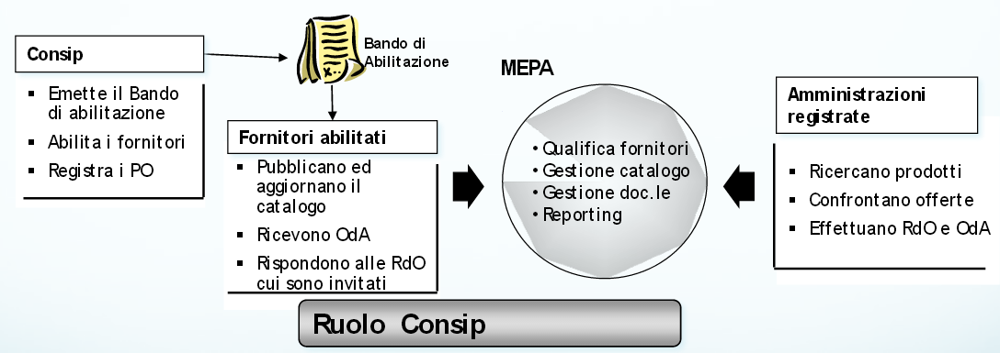 Consip
▪ Emette il Bando
di abilitazione
▪ Abilita i fornitori
▪ Registra i PO
Bando di
Abilitazione
Fornitori abilitati
▪ Pubblicano ed
aggiornano il
catalogo
▪ Ricevono OdA
▪ Rispondono alle RdO
cui sono invitati
MEPA
• Qualifica fornitori
• Gestione catalogo
• Gestione doc.le
• Reporting
Amministrazioni
registrate
▪ Ricercano prodotti
▪ Confrontano offerte
▪ Effettuano RdO e OdA
Ruolo Consip